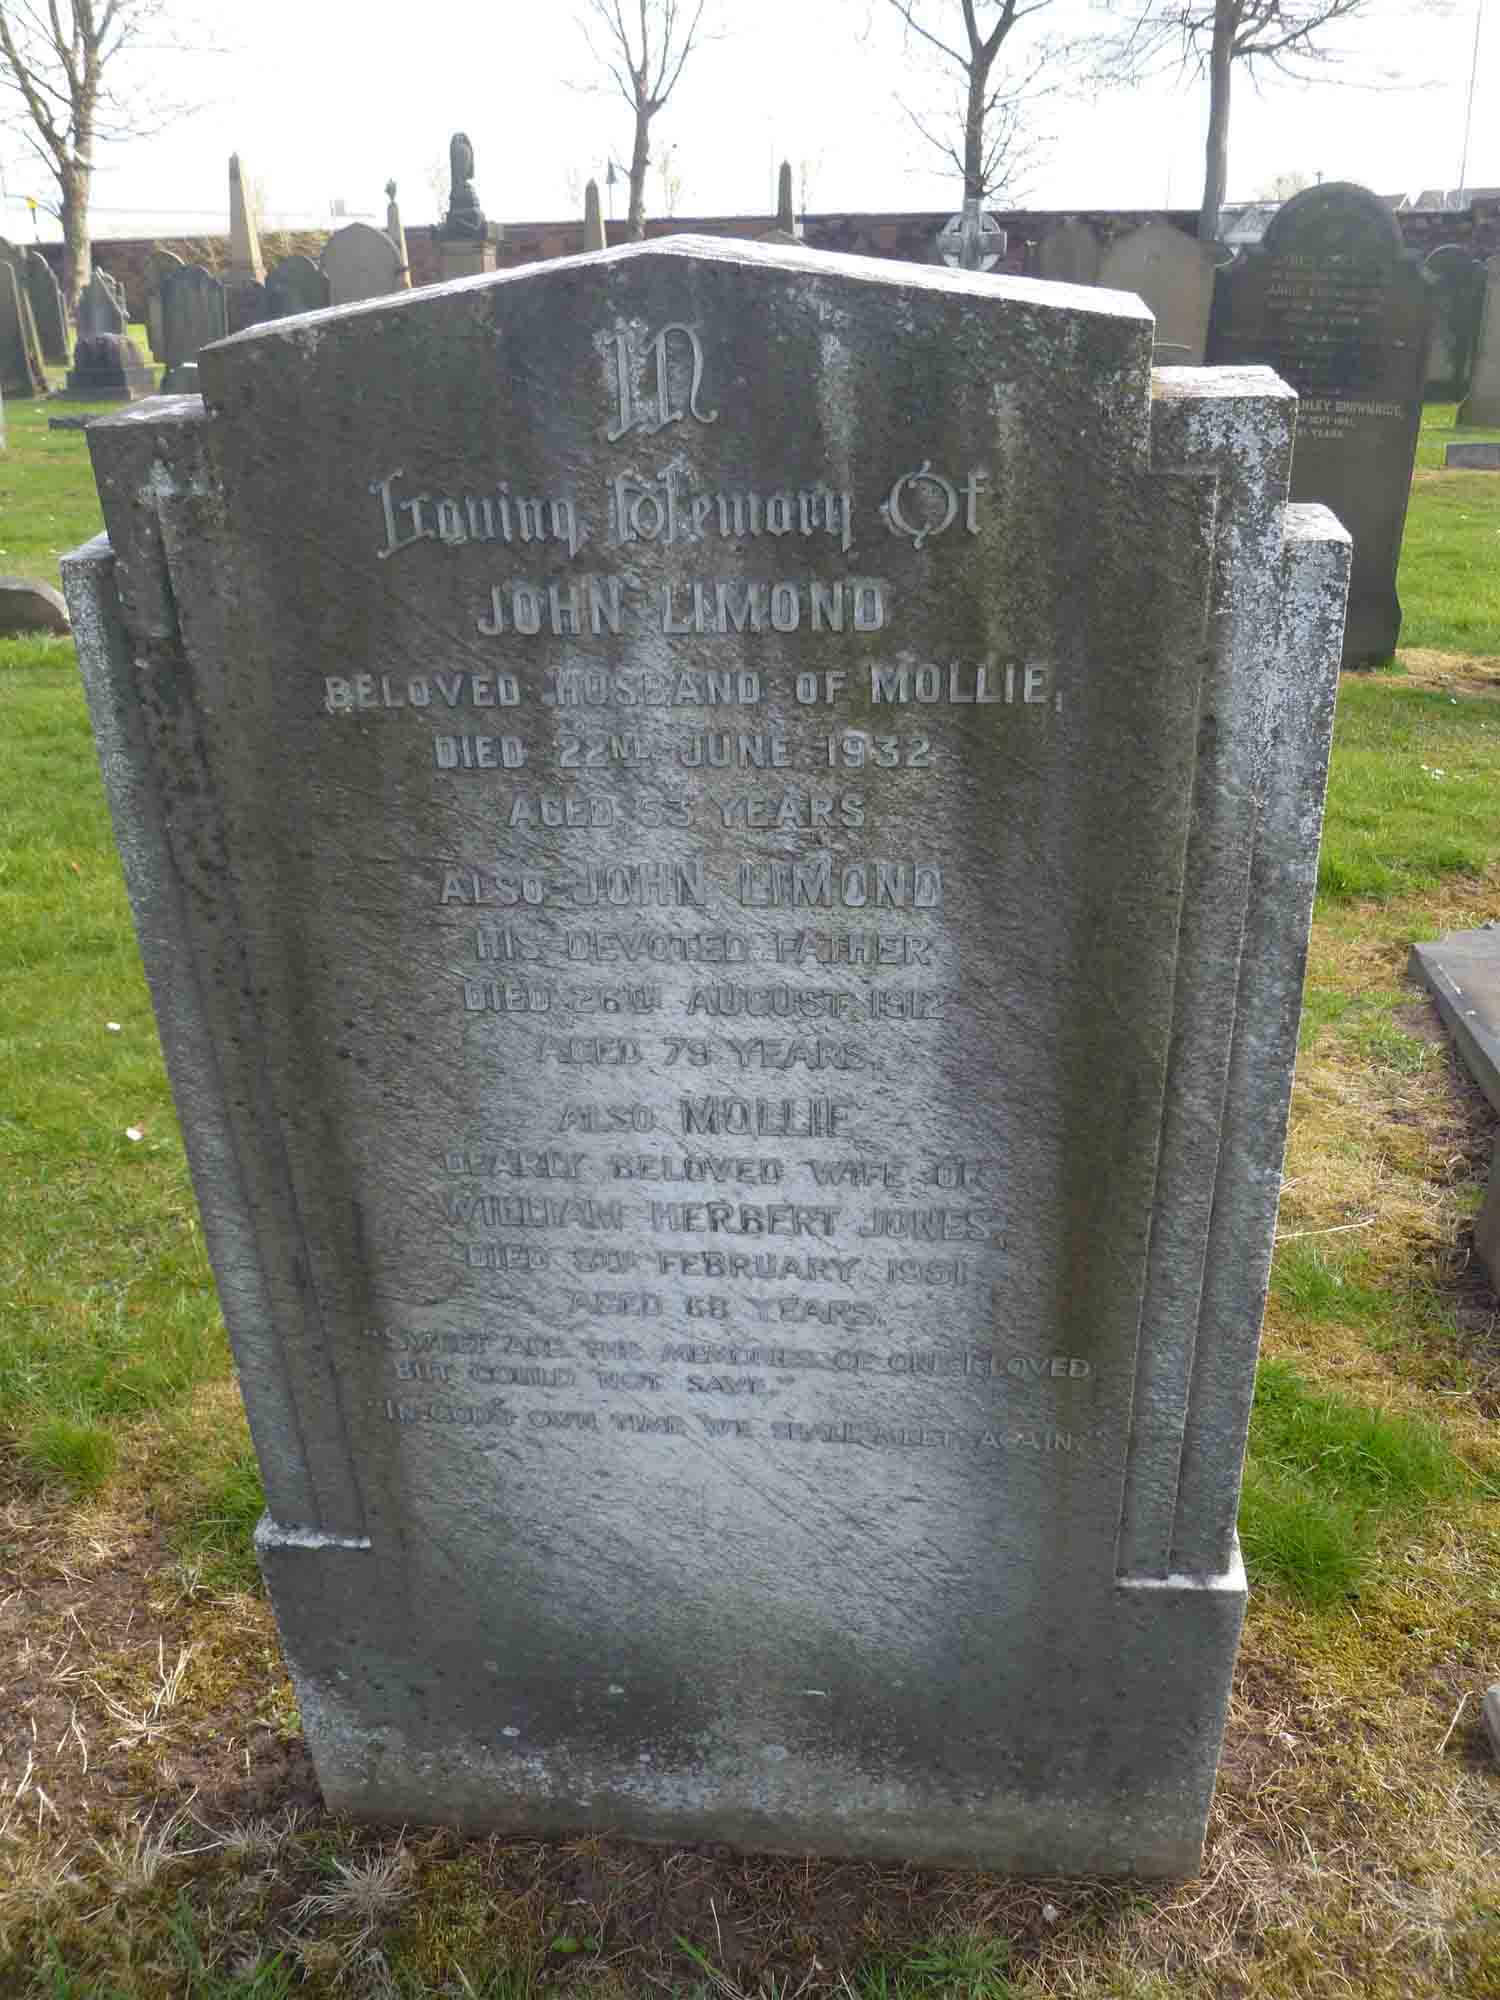 IN
Loving Memory Of
JOHN LIMOND
BELOVED HUSBAND OF MOLLIE,
DIED 22ND JUNE 1932
AGED 53 YEARS.
ALSO JOHN LIMOND
HIS DEVOTED FATHER
DIED 26TH AUGUST 1912
AGED 79 YEARS.
ALSO MOLLIE
DEARLY BELOVED WIFE OF
WILLIAM HERBERT JONES,
DIED FEBRUARY 1951
AGED 68 YEARS.
"SWEET ARE THE MEMORIES OF ONE I LOVED
BUT COULD NOT SAVE."
"IN GOD'S OWN TIME WE SHALL MEET AGAIN."